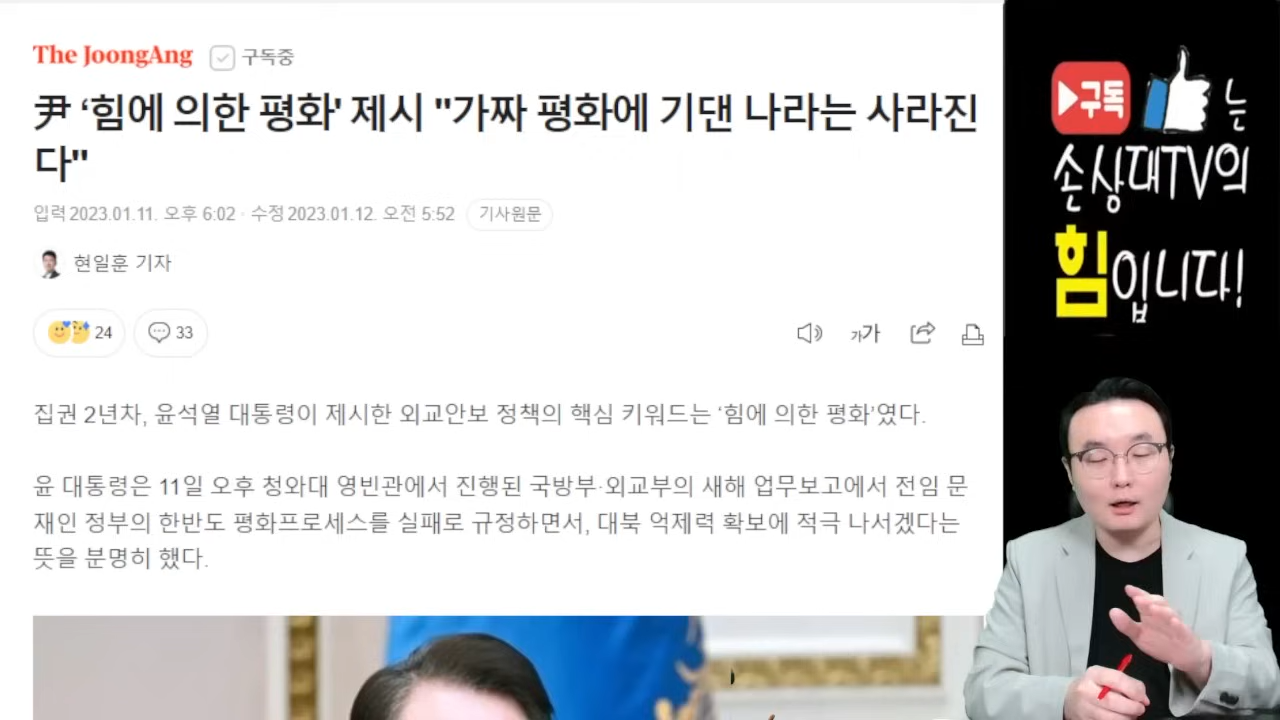 The JoongAng 구독중
尹 ‘힘에 의한 평화' 제시 "가짜 평화에 기댄 나라는 사라진
다"
입력 2023.01.11. 오후 6:02 · 수정 2023.01.12. 오전 5:52 기사원문
현일훈 기자
24 33
가가
집권 2년차, 윤석열 대통령이 제시한 외교안보 정책의 핵심 키워드는 ‘힘에 의한 평화’였다.
윤 대통령은 11일 오후 청와대 영빈관에서 진행된 국방부·외교부의 새해 업무보고에서 전임 문
재인 정부의 한반도 평화프로세스를 실패로 규정하면서, 대북 억제력 확보에 적극 나서겠다는
뜻을 분명히 했다.
구독 는
손상대TV의
힘입니다!